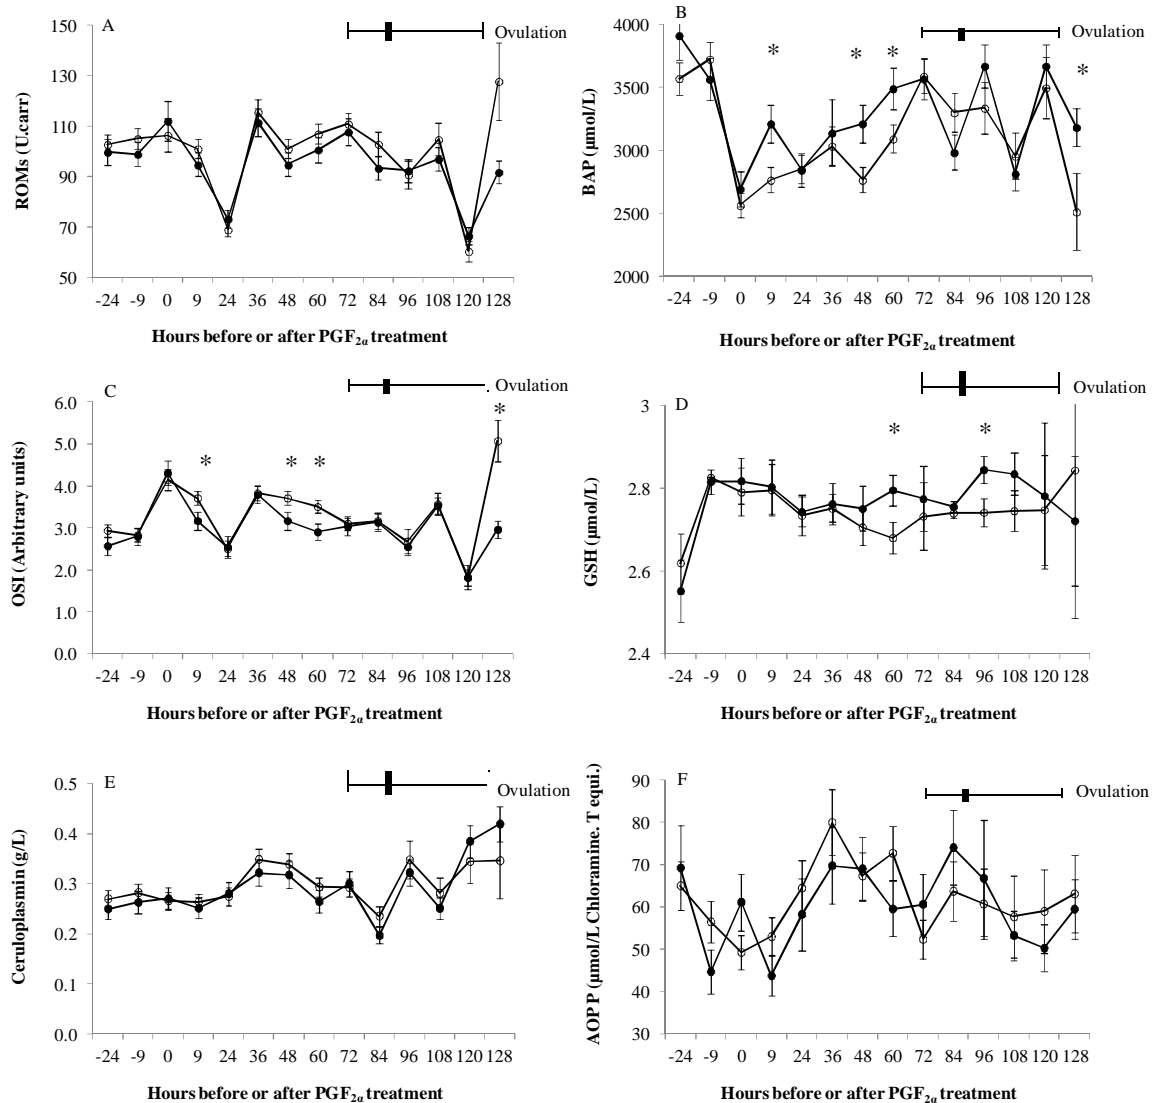 A
Ovulation
ROMs (U.carr)
150
130
110
90
70
50
-24 -9 0 9 24 36 48 60 72 84 96 108 120 128
Hours before or after PGF2α treatment
B
Ovulation
BAP (µmol/L)
4000
3500
3000
2500
2000
* * * *
-24 -9 0 9 24 36 48 60 72 84 96 108 120 128
Hours before or after PGF2α treatment
C
Ovulation
OSI (Arbitrary units)
6.0
5.0
4.0
3.0
2.0
1.0
0.0
* * * *
-24 -9 0 9 24 36 48 60 72 84 96 108 120 128
Hours before or after PGF2α treatment
D
Ovulation
GSH (µmol/L)
3
2.8
2.6
2.4
* *
-24 -9 0 9 24 36 48 60 72 84 96 108 120 128
Hours before or after PGF2α treatment
E
Ovulation
Ceruloplasmin (g/L)
0.5
0.4
0.3
0.2
0.1
0.0
-24 -9 0 9 24 36 48 60 72 84 96 108 120 128
Hours before or after PGF2α treatment
F
Ovulation
AOPP (µmol/L Chloramine. T equi.)
90
80
70
60
50
40
30
-24 -9 0 9 24 36 48 60 72 84 96 108 120 128
Hours before or after PGF2α treatment